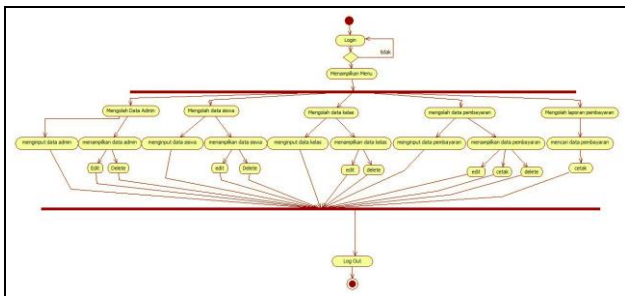 Login
tidak
Menampilkan Menu
Mengolah Data Admin
Mengolah data siswa
Mengolah data kelas
mengolah data pembayaran
Mengolah laporan pembayaran
menginput data admin
menampilkan data admin
menginput data siswa
menampilkan data siswa
menginput data kelas
menampilkan data kelas
menginput data pembayaran
menampilkan data pembayaran
mencari data pembayaran
Edit
Delete
edit
Delete
edit
delete
edit
cetak
delete
cetak
Log Out